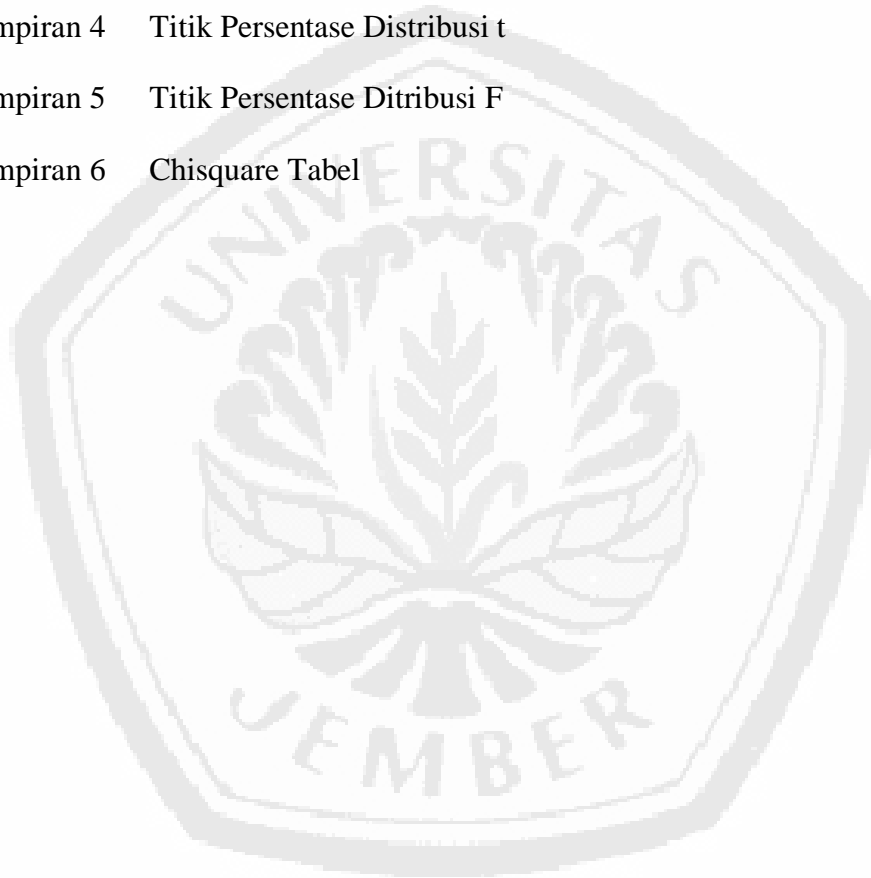 mpiran 4 Titik Persentase Distribusi t
mpiran 5 Titik Persentase Ditribusi F
mpiran 6 Chisquare Tabel
UNIVERSITAS
JEMBER